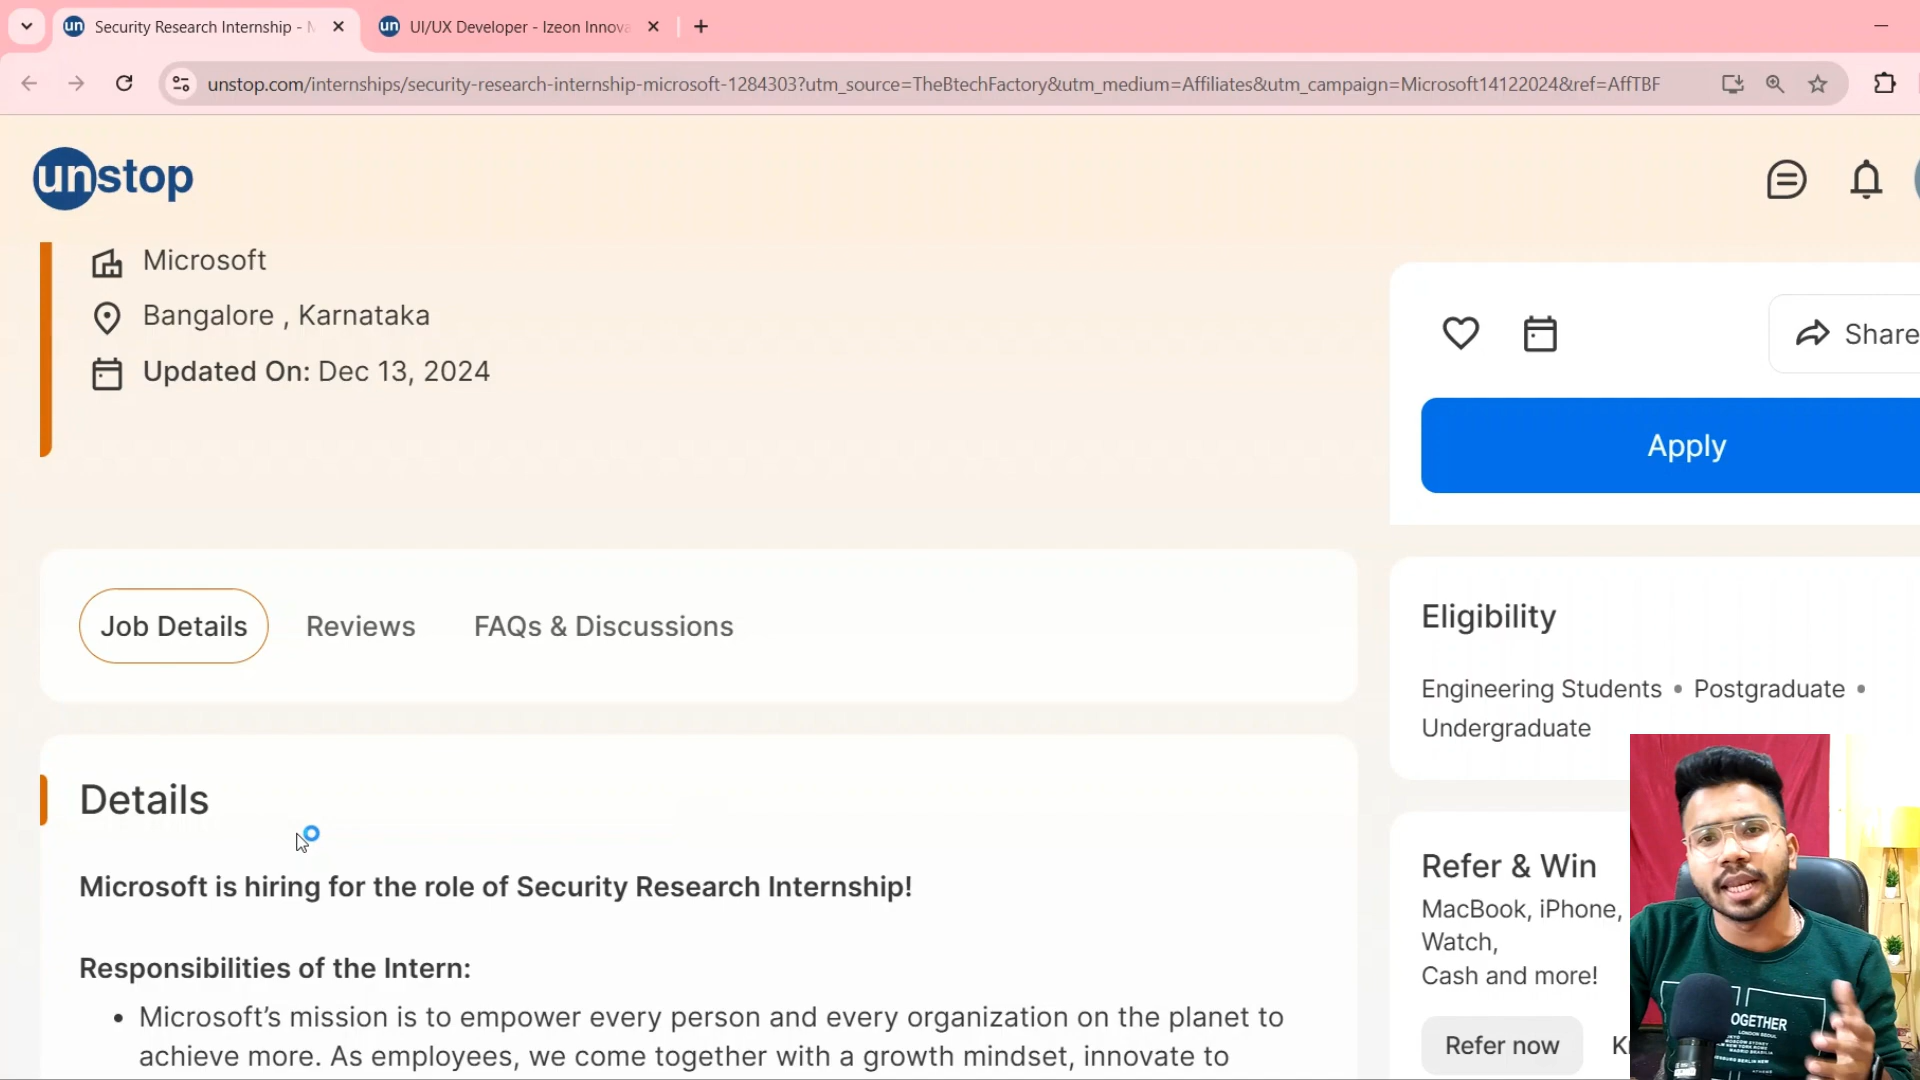 Security Research Internship -
UI/UX Developer - Izeon Innova
unstop.com/internships/security-research-internship-microsoft-1284303?utm_source=TheBtechFactory&utm_medium=Affiliates&utm_campaign=Microsoft14122024&ref=AffTBF
unstop
Microsoft
Bangalore , Karnataka
Updated On: Dec 13, 2024
Share
Apply
Job Details
Reviews
FAQs & Discussions
Eligibility
Engineering Students • Postgraduate •
Undergraduate
Details
Microsoft is hiring for the role of Security Research Internship!
Responsibilities of the Intern:
• Microsoft’s mission is to empower every person and every organization on the planet to
achieve more. As employees, we come together with a growth mindset, innovate to
Refer & Win
MacBook, iPhone,
Watch,
Cash and more!
Refer now
OGETHER